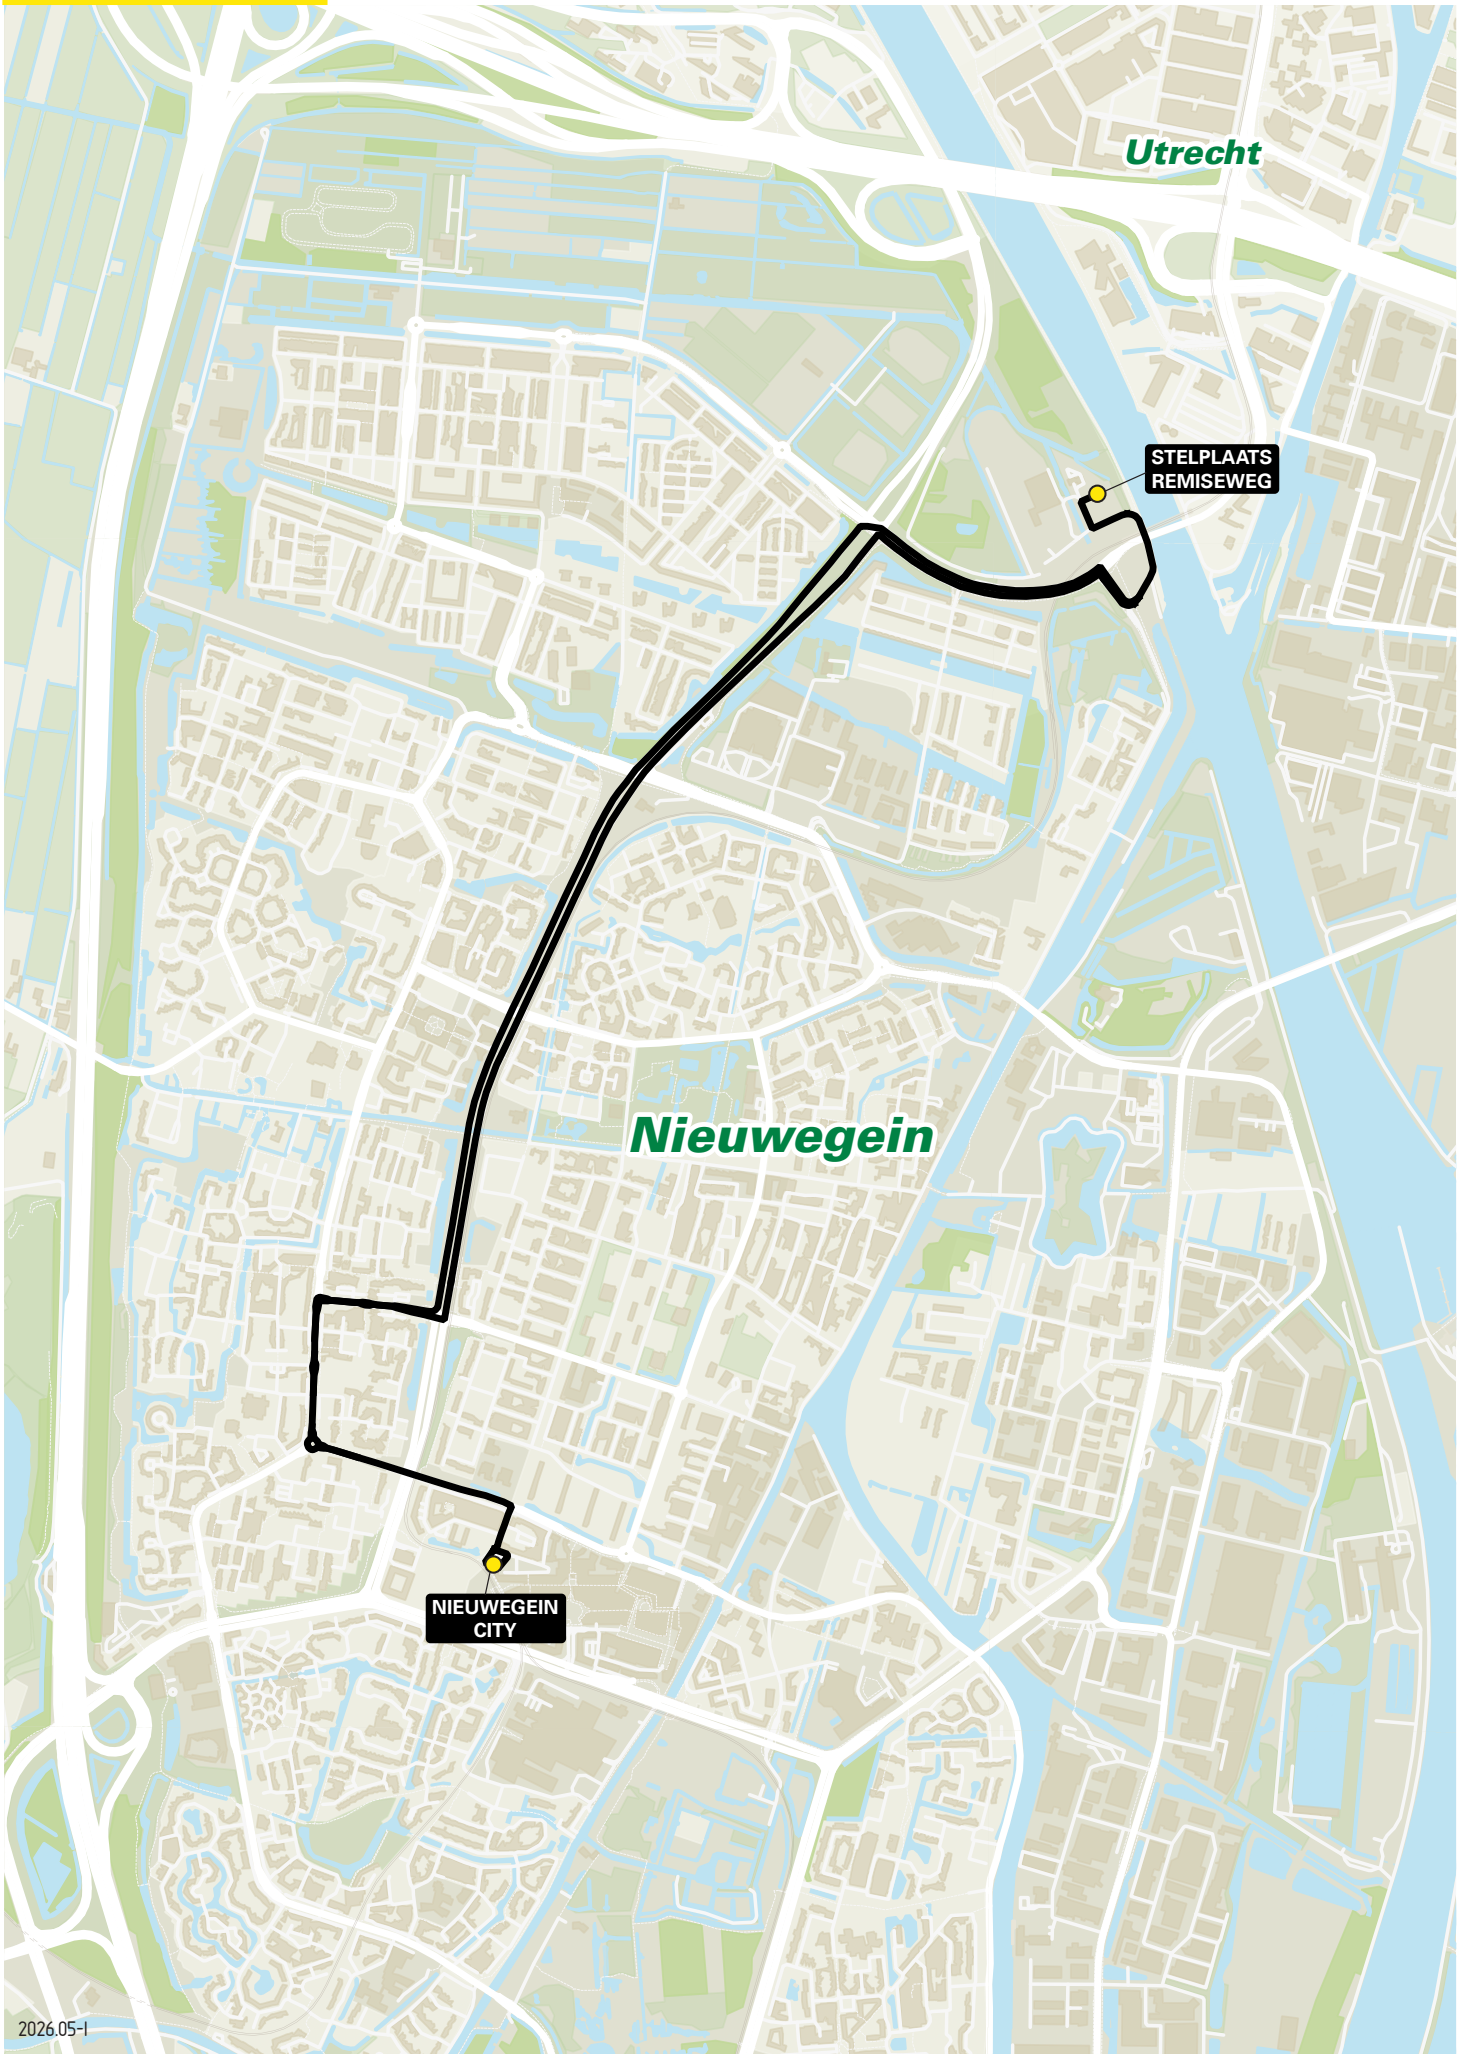 Utrecht
STELPLAATS
REMISEWEG
Nieuwegein
NIEUWEGEIN
CITY
2026.05-I